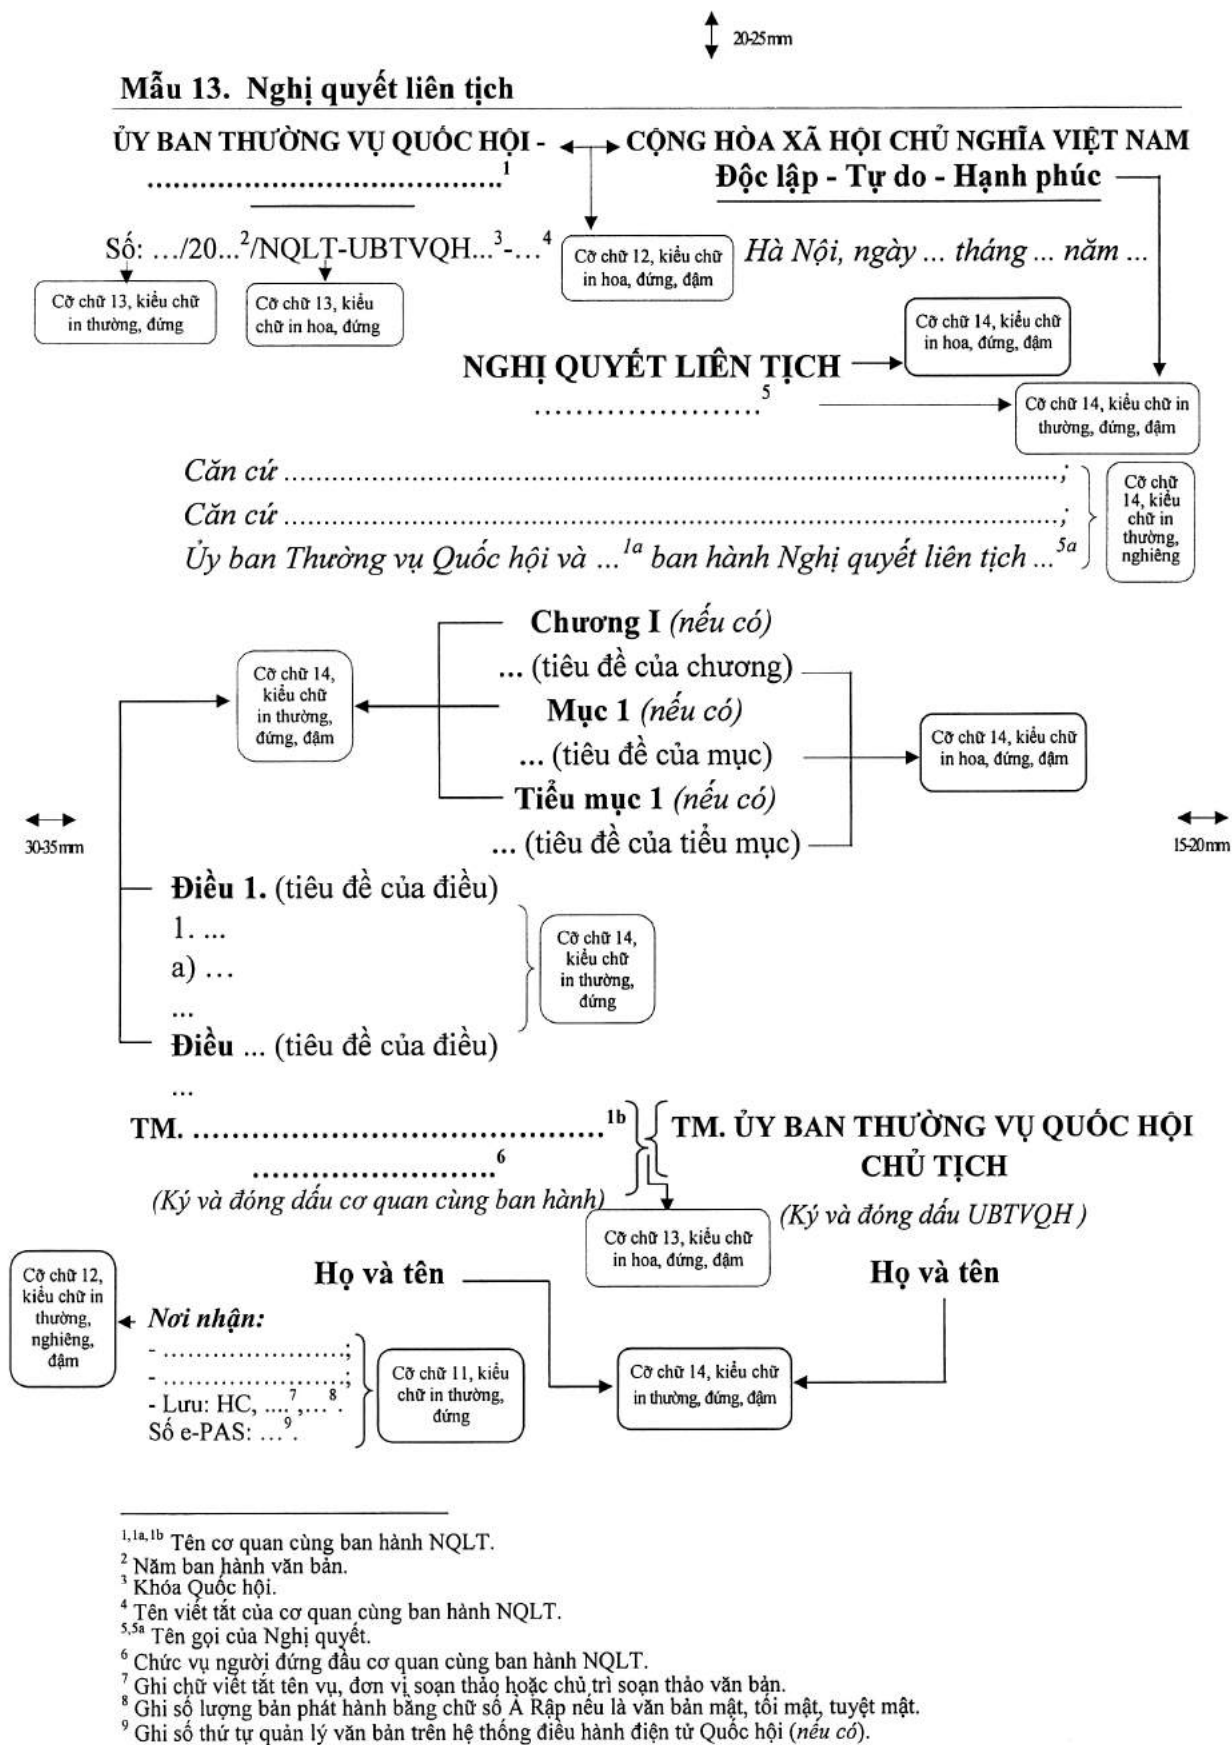 20-25mm
Mẫu 13. Nghị quyết liên tịch
ỦY BAN THƯỜNG VỤ QUỐC HỘI -
CỘNG HÒA XÃ HỘI CHỦ NGHĨA VIỆT NAM
.......................................1
Độc lập - Tự do - Hạnh phúc
Số: .../20...2/NQLT-UBTVQH...3-...4
Cỡ chữ 12, kiểu chữ
in hoa, đứng, đậm
Hà Nội, ngày ... tháng ... năm ...
Cỡ chữ 13, kiểu chữ
in thường, đứng
Cỡ chữ 13, kiểu
chữ in hoa, đứng
Cỡ chữ 14, kiểu chữ
in hoa, đứng, đậm
NGHỊ QUYẾT LIÊN TỊCH
.......................5
Cỡ chữ 14, kiểu chữ in
thường, đứng, đậm
Căn cứ ...............................................................................;
Căn cứ ...............................................................................;
Ủy ban Thường vụ Quốc hội và ...1a ban hành Nghị quyết liên tịch ...5a
Cỡ chữ
14, kiểu
chữ in
thường,
nghiêng
Chương I (nếu có)
... (tiêu đề của chương)
Mục 1 (nếu có)
... (tiêu đề của mục)
Tiểu mục 1 (nếu có)
... (tiêu đề của tiểu mục)
Cỡ chữ 14,
kiểu chữ
in thường,
đứng, đậm
Cỡ chữ 14, kiểu chữ
in hoa, đứng, đậm
30-35mm
15-20mm
Điều 1. (tiêu đề của điều)
1. ...
a) ...
...
Điều ... (tiêu đề của điều)
...
Cỡ chữ 14,
kiểu chữ
in thường,
đứng
TM. ..........................................1b
TM. ỦY BAN THƯỜNG VỤ QUỐC HỘI
.........................6
CHỦ TỊCH
(Ký và đóng dấu cơ quan cùng ban hành)
(Ký và đóng dấu UBTVQH )
Cỡ chữ 13, kiểu chữ
in hoa, đứng, đậm
Họ và tên
Họ và tên
Cỡ chữ 12,
kiểu chữ in
thường,
nghiêng,
đậm
Nơi nhận:
- ......................;
- ......................;
- Lưu: HC, ....7,...8.
Số e-PAS: ...9.
Cỡ chữ 11, kiểu
chữ in thường,
đứng
Cỡ chữ 14, kiểu chữ
in thường, đứng, đậm
1,1a,1b Tên cơ quan cùng ban hành NQLT.
2 Năm ban hành văn bản.
3 Khóa Quốc hội.
4 Tên viết tắt của cơ quan cùng ban hành NQLT.
5,5a Tên gọi của Nghị quyết.
6 Chức vụ người đứng đầu cơ quan cùng ban hành NQLT.
7 Ghi chữ viết tắt tên vụ, đơn vị soạn thảo hoặc chủ trì soạn thảo văn bản.
8 Ghi số lượng bản phát hành bằng chữ số Ả Rập nếu là văn bản mật, tối mật, tuyệt mật.
9 Ghi số thứ tự quản lý văn bản trên hệ thống điều hành điện tử Quốc hội (nếu có).